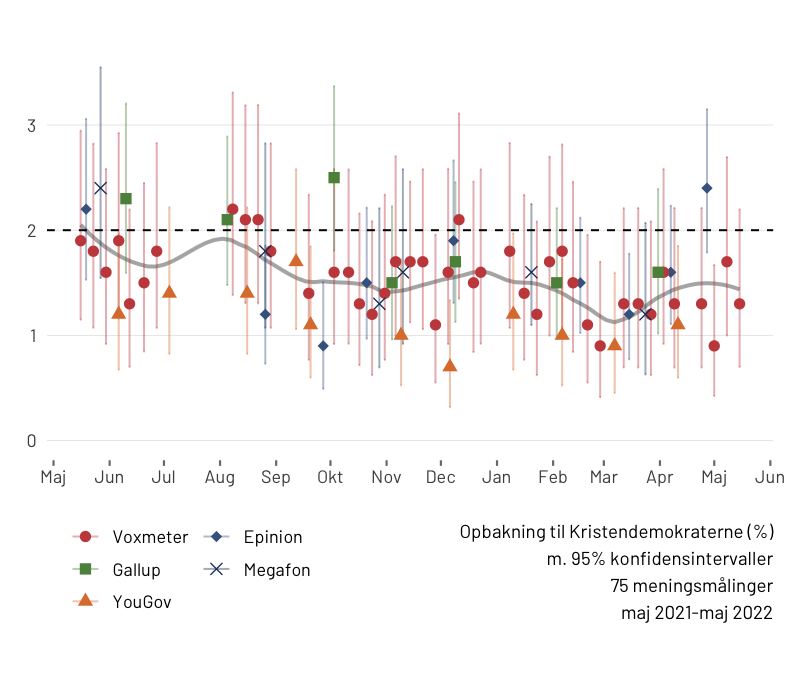 3
2
1
0
Maj Jun Jul Aug Sep Okt Nov Dec Jan Feb Mar Apr Maj Jun
Voxmeter Epinion
Gallup Megafon
YouGov
Opbakning til Kristendemokraterne (%)
m. 95% konfidensintervaller
75 meningsmålinger
maj 2021-maj 2022